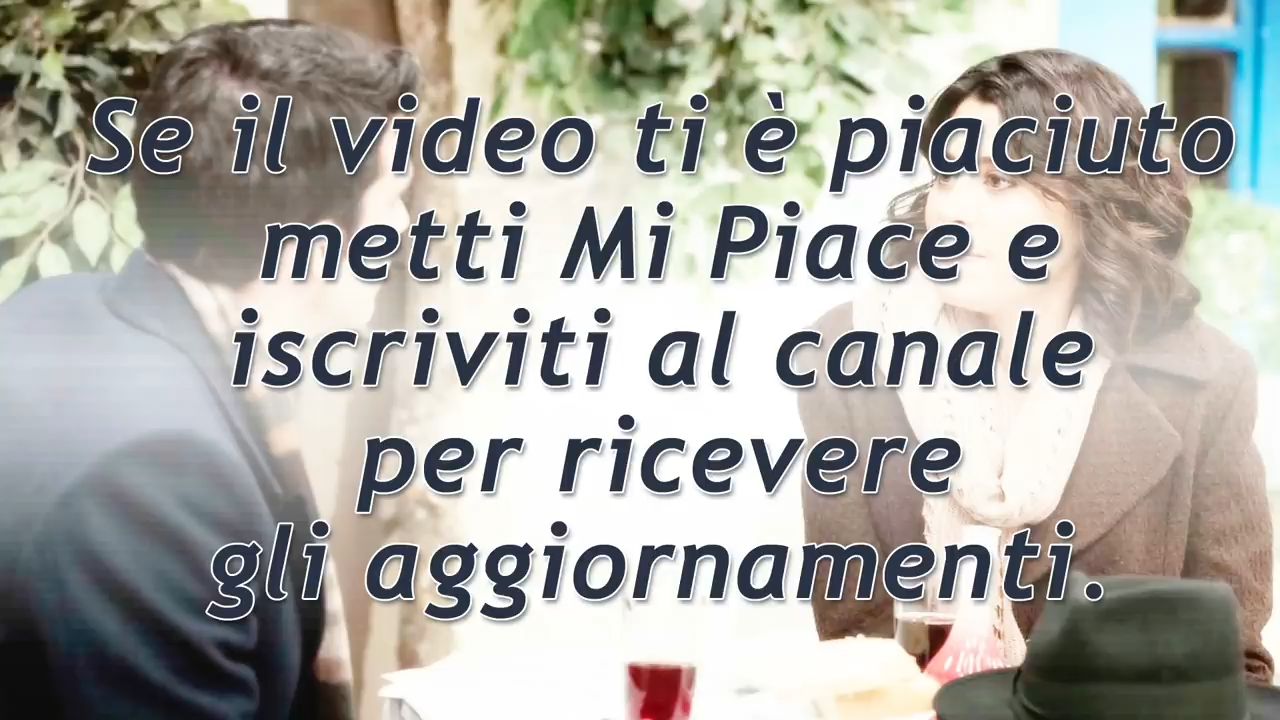 Se il video ti è piaciuto
metti Mi Piace e
iscriviti al canale
per ricevere
gli aggiornamenti.